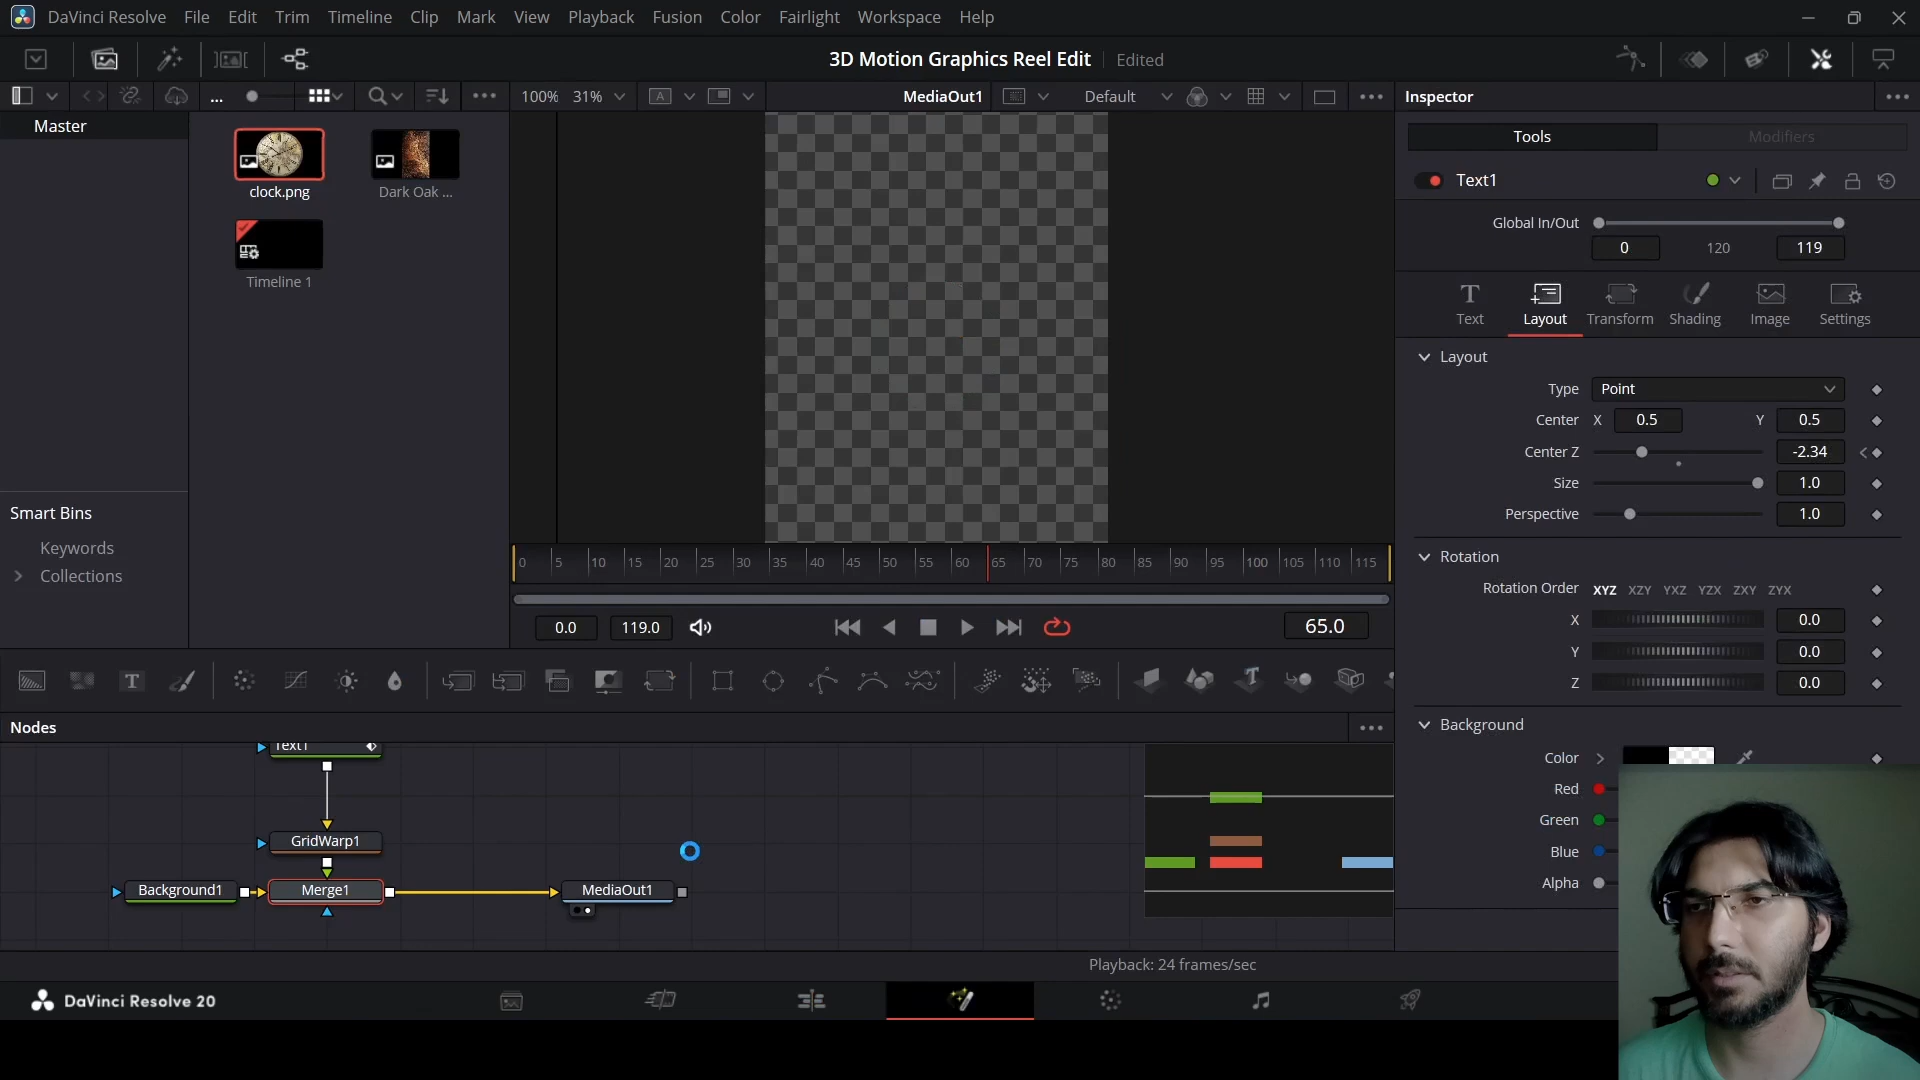 DaVinci Resolve File Edit Trim Timeline Clip Mark View Playback Fusion Color Fairlight Workspace Help
3D Motion Graphics Reel Edit Edited
... 100% 31% A MediaOut1 Default Inspector
Master
clock.png
Dark Oak ...
Timeline 1
Smart Bins
Keywords
Collections
0 5 10 15 20 25 30 35 40 45 50 55 60 65 70 75 80 85 90 95 100 105 110 115
0.0 119.0 65.0
Tools Modifiers
Text1
Global In/Out
0 120 119
Text Layout Transform Shading Image Settings
Layout
Type Point
Center X 0.5 Y 0.5
Center Z -2.34
Size 1.0
Perspective 1.0
Rotation
Rotation Order XYZ XZY YXZ YZX ZXY ZYX
X 0.0
Y 0.0
Z 0.0
Background
Color
Red
Green
Blue
Alpha
Nodes
Text1
GridWarp1
Background1 Merge1 MediaOut1
Playback: 24 frames/sec
DaVinci Resolve 20